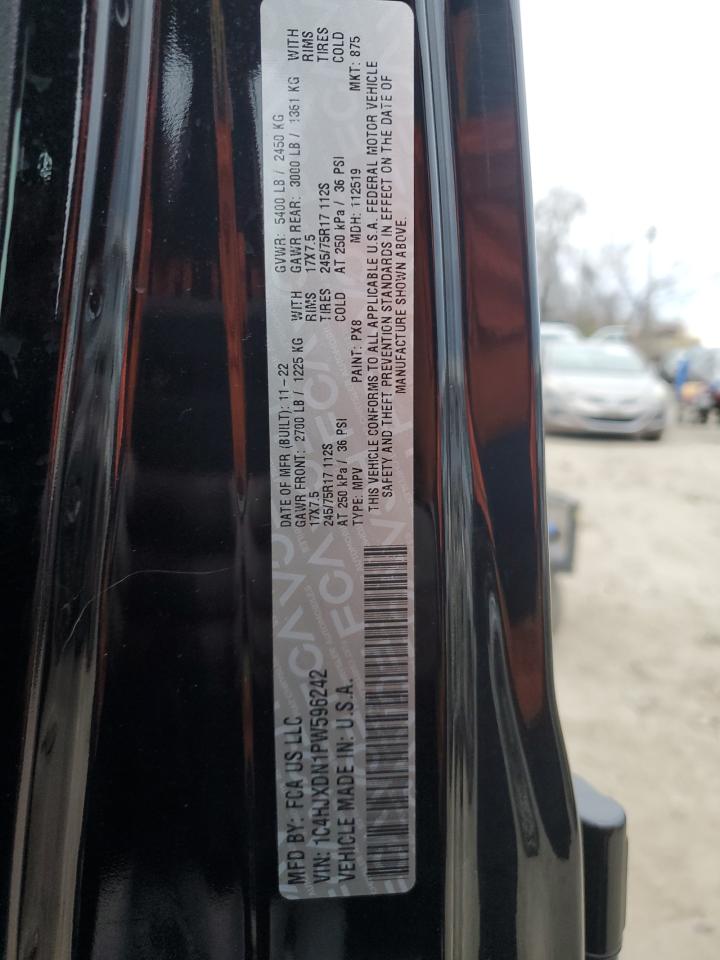 MFD BY: FCA US LLC
DATE OF MFR (BUILT): 11-22
GVWR: 5400 LB / 2450 KG
VIN: 1C4HJXDN1PW596242
GAWR FRONT: 2700 LB / 1225 KG WITH
GAWR REAR: 3000 LB / 1361 KG WITH
17X7.5 RIMS
17X7.5 RIMS
VEHICLE MADE IN: U.S.A.
245/75R17 112S TIRES
245/75R17 112S TIRES
AT 250 kPa / 36 PSI COLD
AT 250 kPa / 36 PSI COLD
TYPE: MPV PAINT: PX8 MDH: 112519 MKT: 875
THIS VEHICLE CONFORMS TO ALL APPLICABLE U.S.A. FEDERAL MOTOR VEHICLE
SAFETY AND THEFT PREVENTION STANDARDS IN EFFECT ON THE DATE OF
MANUFACTURE SHOWN ABOVE.